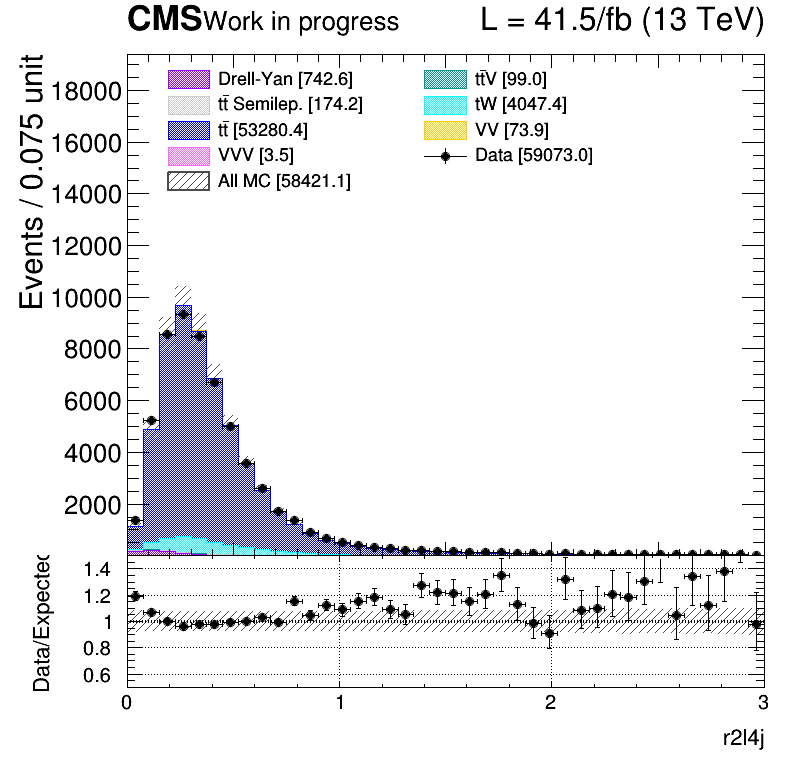 CMS Work in progress L = 41.5/fb (13 TeV)
Events / 0.075 unit
18000
16000
14000
12000
10000
8000
6000
4000
2000
Drell-Yan [742.6]
tt̄V [99.0]
tt̄ Semilep. [174.2]
tW [4047.4]
tt̄ [53280.4]
VV [73.9]
VVV [3.5]
Data [59073.0]
All MC [58421.1]
Data/Expected
1.4
1.2
1
0.8
0.6
0 1 2 3
r2l4j